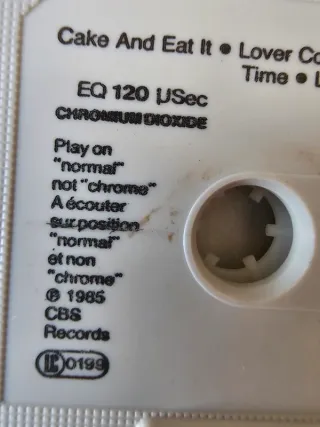 Cake And Eat It • Lover Co
Time • L
EQ 120 µSec
CHROMIUM DIOXIDE
Play on
"normal"
not "chrome"
A écouter
sur position
"normal"
et non
"chrome"
℗ 1985
CBS
Records
LC 0199